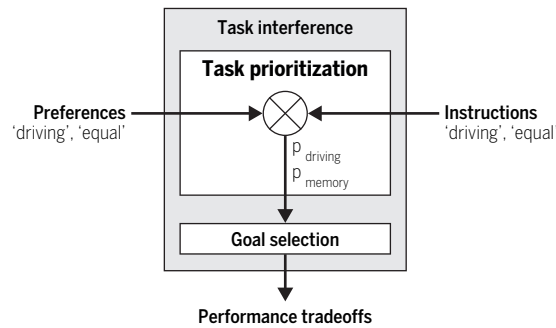 Task interference
Task prioritization
Preferences
'driving', 'equal'
Instructions
'driving', 'equal
p driving
p memory
Goal selection
Performance tradeoffs